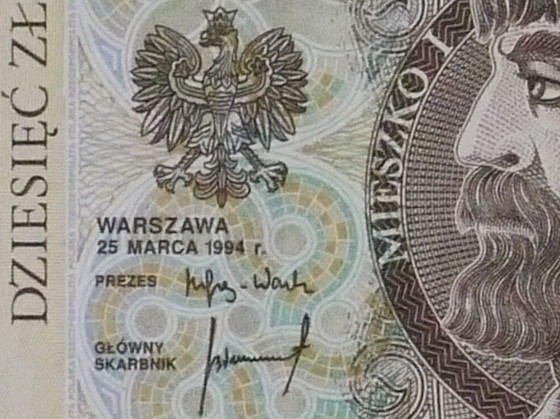 DZIESIĘĆ ZŁ
WARSZAWA
25 MARCA 1994 r.
PREZES
GŁÓWNY
SKARBNIK
MIESZKO I